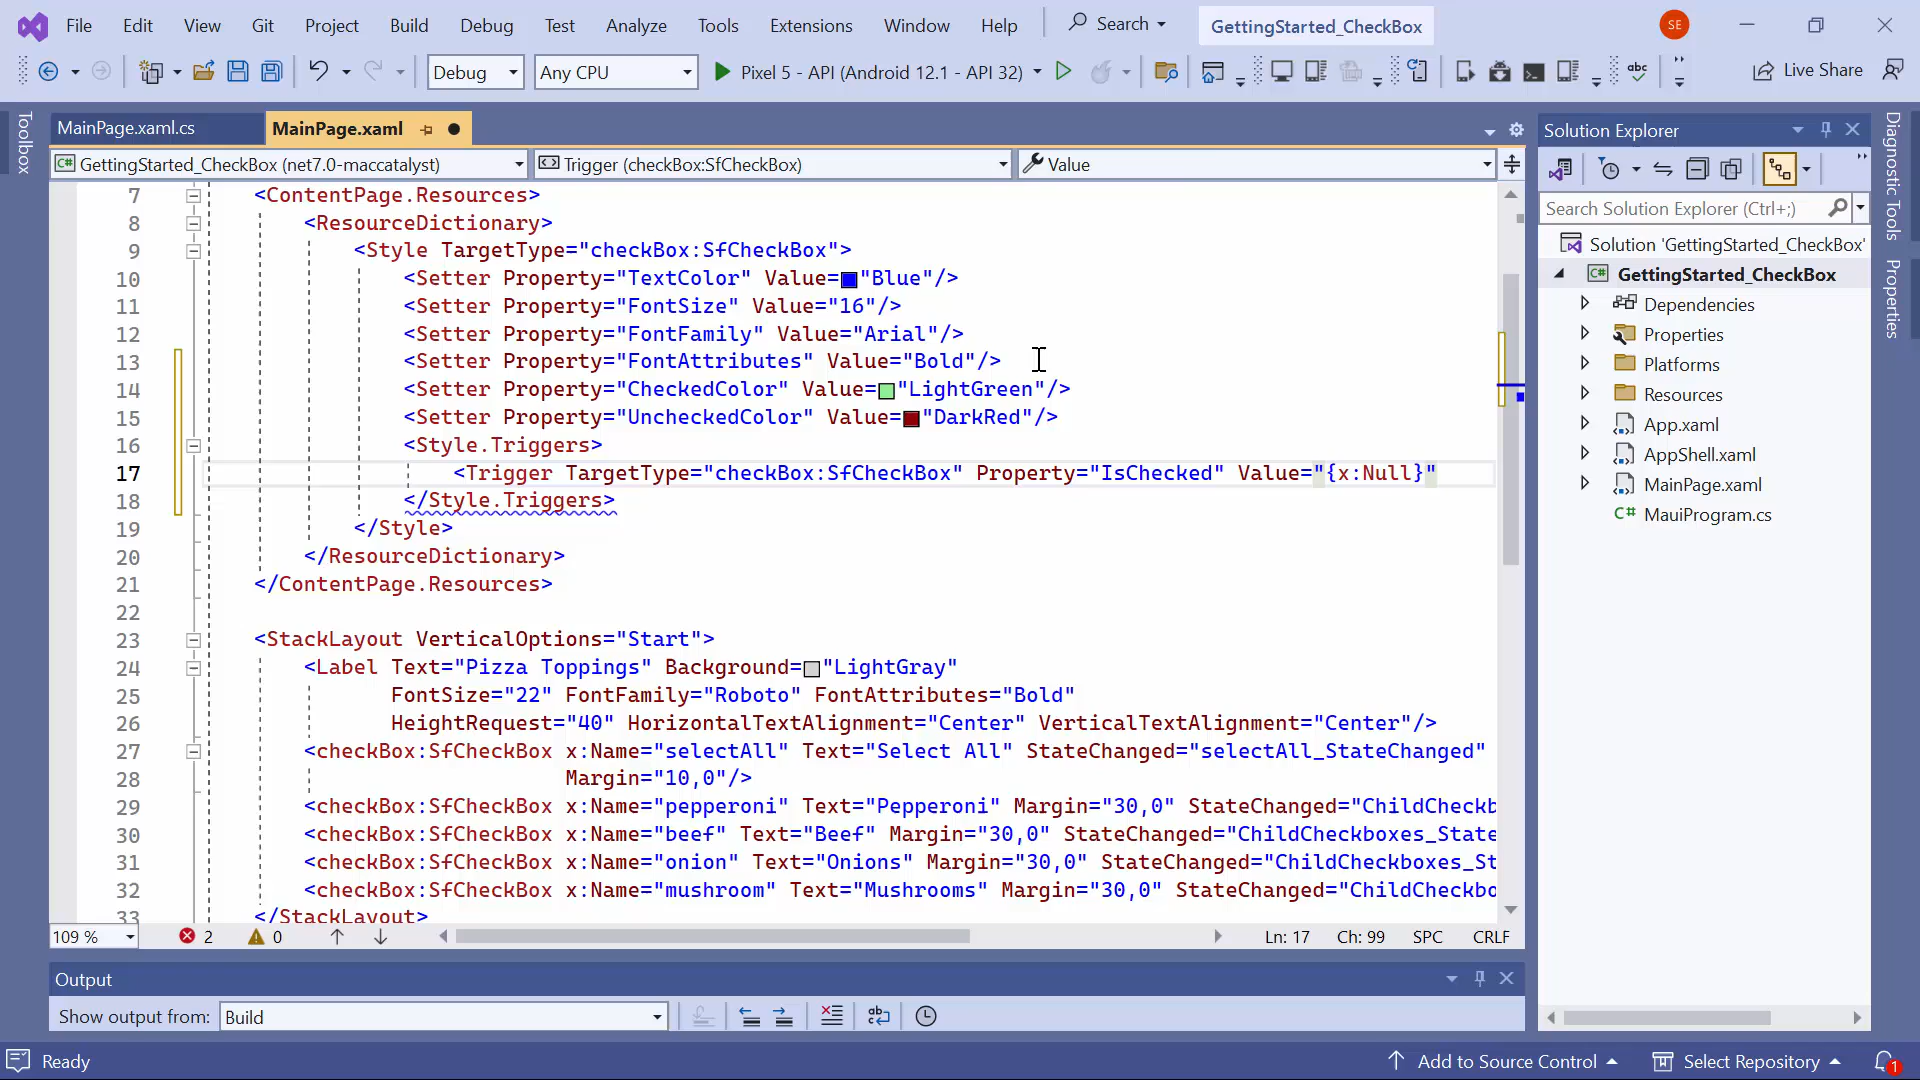 File Edit View Git Project Build Debug Test Analyze Tools Extensions Window Help Search GettingStarted_CheckBox SE
Debug Any CPU Pixel 5 - API (Android 12.1 - API 32) abc Live Share
Toolbox
MainPage.xaml.cs MainPage.xaml
GettingStarted_CheckBox (net7.0-maccatalyst) Trigger (checkBox:SfCheckBox) Value
7 <ContentPage.Resources>
8 <ResourceDictionary>
9 <Style TargetType="checkBox:SfCheckBox">
10 <Setter Property="TextColor" Value="Blue"/>
11 <Setter Property="FontSize" Value="16"/>
12 <Setter Property="FontFamily" Value="Arial"/>
13 <Setter Property="FontAttributes" Value="Bold"/>
14 <Setter Property="CheckedColor" Value="LightGreen"/>
15 <Setter Property="UncheckedColor" Value="DarkRed"/>
16 <Style.Triggers>
17 <Trigger TargetType="checkBox:SfCheckBox" Property="IsChecked" Value="{x:Null}"
18 </Style.Triggers>
19 </Style>
20 </ResourceDictionary>
21 </ContentPage.Resources>
22
23 <StackLayout VerticalOptions="Start">
24 <Label Text="Pizza Toppings" Background="LightGray"
25 FontSize="22" FontFamily="Roboto" FontAttributes="Bold"
26 HeightRequest="40" HorizontalTextAlignment="Center" VerticalTextAlignment="Center"/>
27 <checkBox:SfCheckBox x:Name="selectAll" Text="Select All" StateChanged="selectAll_StateChanged"
28 Margin="10,0"/>
29 <checkBox:SfCheckBox x:Name="pepperoni" Text="Pepperoni" Margin="30,0" StateChanged="ChildCheckb
30 <checkBox:SfCheckBox x:Name="beef" Text="Beef" Margin="30,0" StateChanged="ChildCheckboxes_State
31 <checkBox:SfCheckBox x:Name="onion" Text="Onions" Margin="30,0" StateChanged="ChildCheckboxes_St
32 <checkBox:SfCheckBox x:Name="mushroom" Text="Mushrooms" Margin="30,0" StateChanged="ChildCheckbo
33 </StackLayout>
109 % 2 0 Ln: 17 Ch: 99 SPC CRLF
Output
Show output from: Build
Solution Explorer
Search Solution Explorer (Ctrl+;)
Solution 'GettingStarted_CheckBox'
GettingStarted_CheckBox
Dependencies
Properties
Platforms
Resources
App.xaml
AppShell.xaml
MainPage.xaml
MauiProgram.cs
Diagnostic Tools
Properties
Ready Add to Source Control Select Repository 1